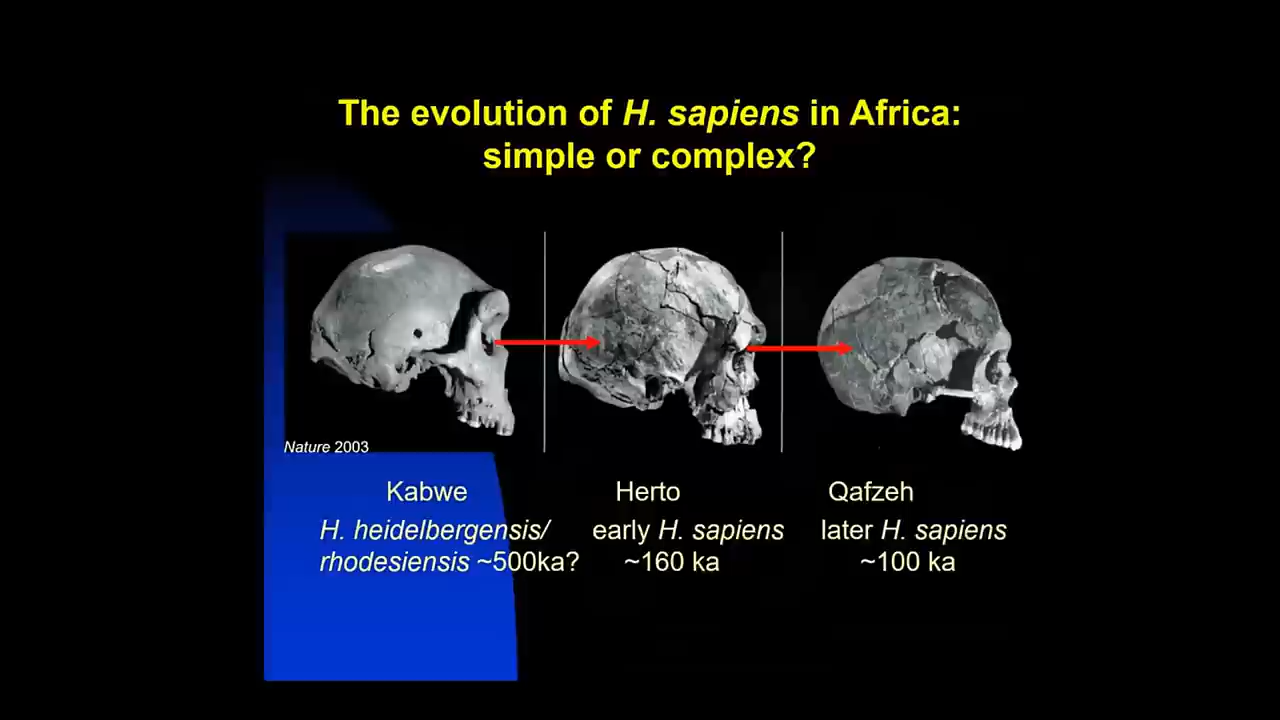 The evolution of H. sapiens in Africa:
simple or complex?
Nature 2003
Kabwe
H. heidelbergensis/
rhodesiensis ~500ka?
Herto
early H. sapiens
~160 ka
Qafzeh
later H. sapiens
~100 ka